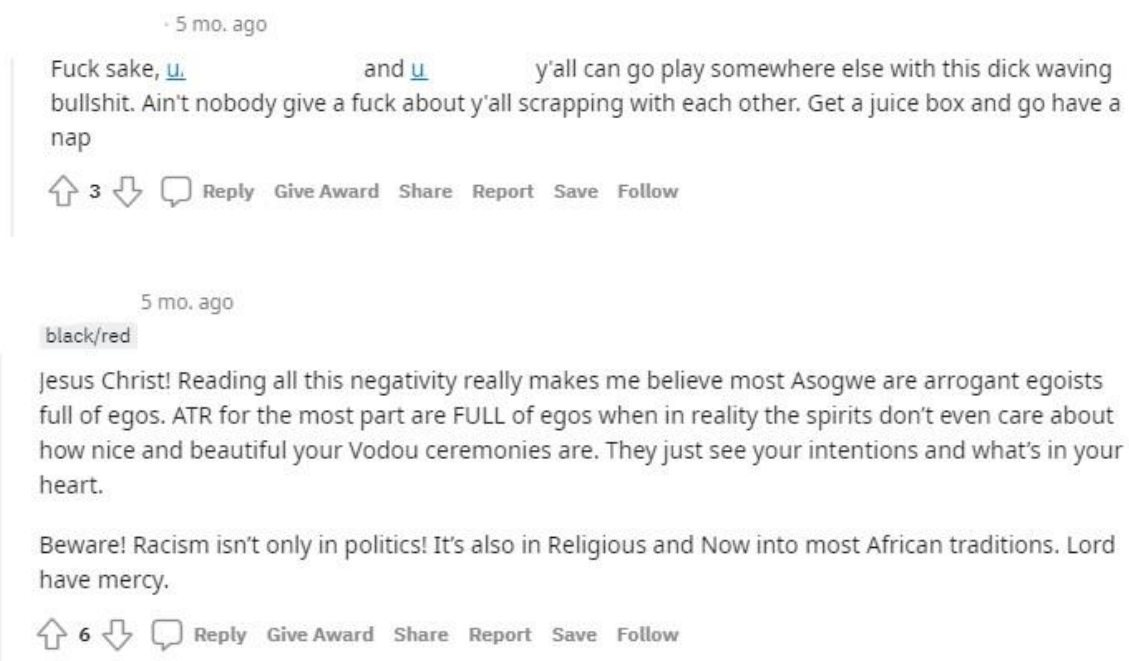 · 5 mo. ago
Fuck sake, u. and u y'all can go play somewhere else with this dick waving
bullshit. Ain't nobody give a fuck about y'all scrapping with each other. Get a juice box and go have a
nap
3 Reply Give Award Share Report Save Follow
5 mo. ago
black/red
Jesus Christ! Reading all this negativity really makes me believe most Asogwe are arrogant egoists
full of egos. ATR for the most part are FULL of egos when in reality the spirits don't even care about
how nice and beautiful your Vodou ceremonies are. They just see your intentions and what's in your
heart.
Beware! Racism isn't only in politics! It's also in Religious and Now into most African traditions. Lord
have mercy.
6 Reply Give Award Share Report Save Follow